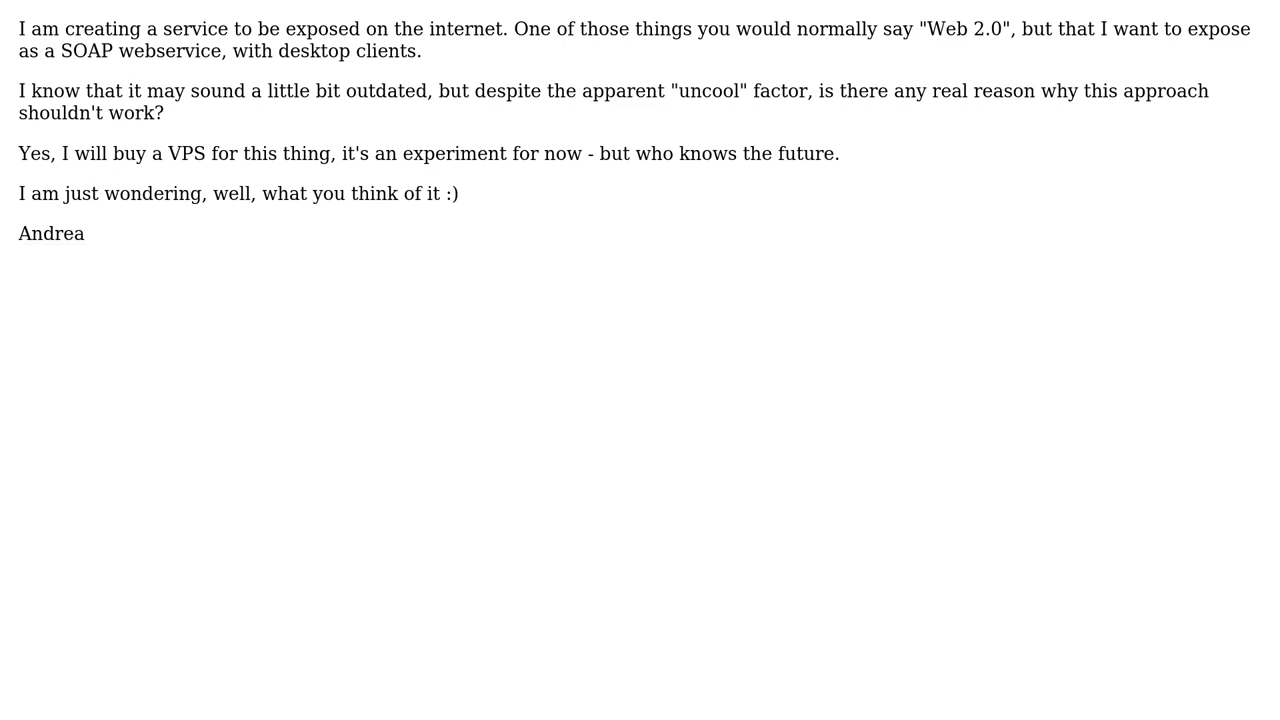 I am creating a service to be exposed on the internet. One of those things you would normally say "Web 2.0", but that I want to expose
as a SOAP webservice, with desktop clients.
I know that it may sound a little bit outdated, but despite the apparent "uncool" factor, is there any real reason why this approach
shouldn't work?
Yes, I will buy a VPS for this thing, it's an experiment for now - but who knows the future.
I am just wondering, well, what you think of it :)
Andrea